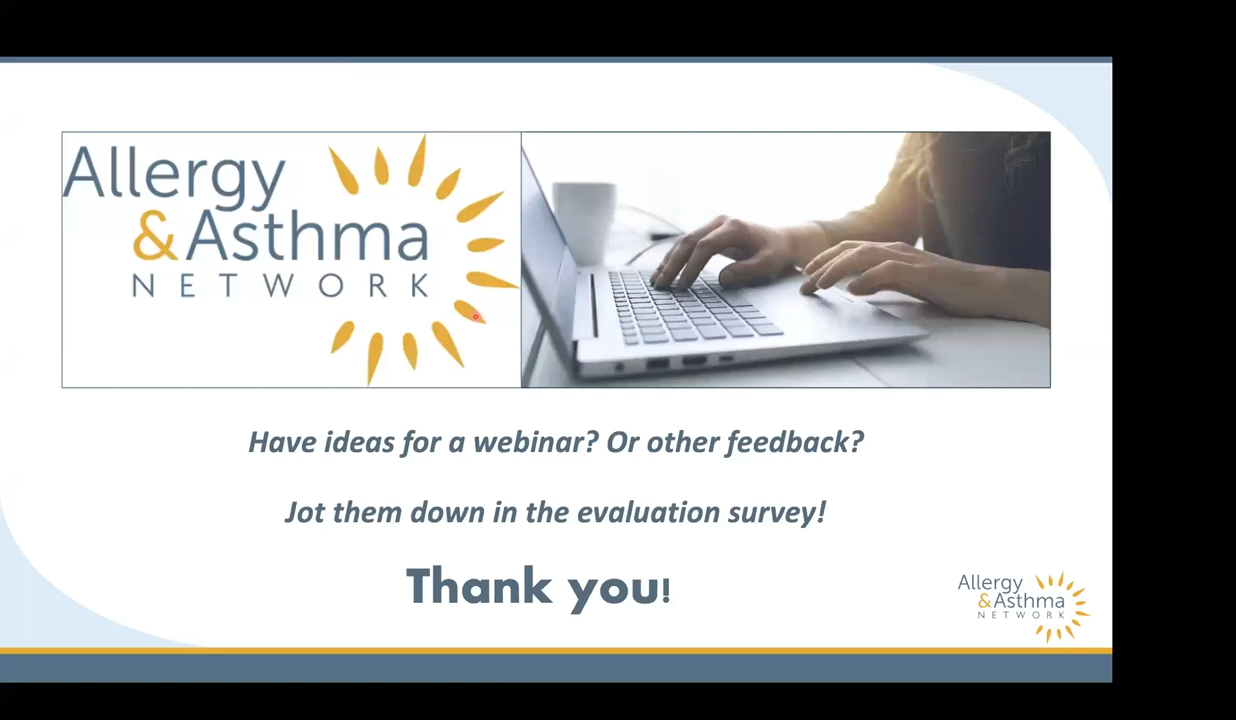 Allergy
&Asthma
NETWORK
Have ideas for a webinar? Or other feedback?
Jot them down in the evaluation survey!
Thank you!
Allergy
&Asthma
NETWORK